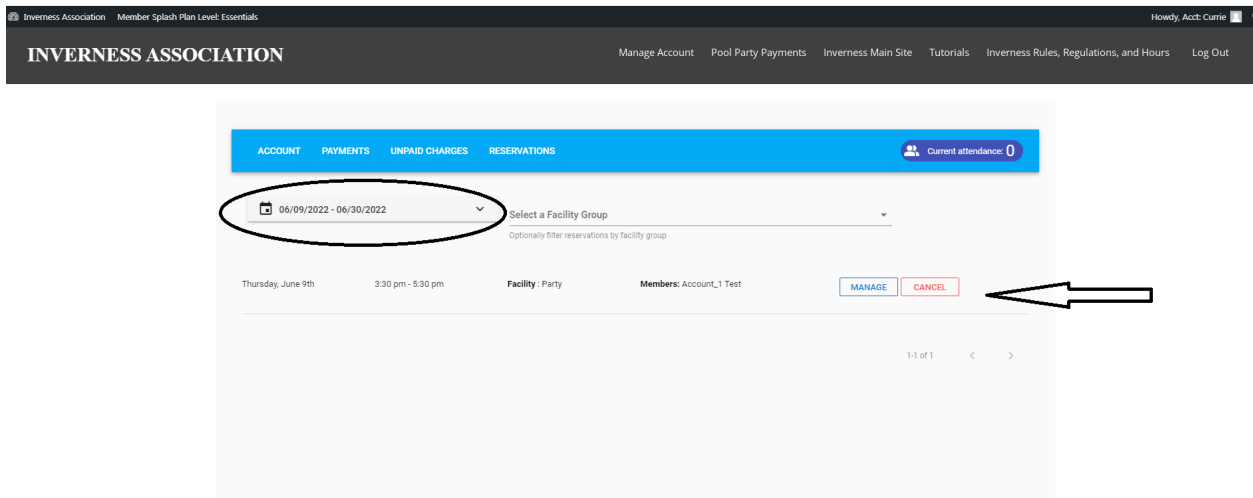 Inverness Association Member Splash Plan Level: Essentials Howdy, Acct: Currie
INVERNESS ASSOCIATION Manage Account Pool Party Payments Inverness Main Site Tutorials Inverness Rules, Regulations, and Hours Log Out
ACCOUNT PAYMENTS UNPAID CHARGES RESERVATIONS Current attendance: 0
06/09/2022 - 06/30/2022
Select a Facility Group
Optionally filter reservations by facility group
Thursday, June 9th 3:30 pm - 5:30 pm Facility : Party Members: Account_1 Test MANAGE CANCEL
1-1 of 1